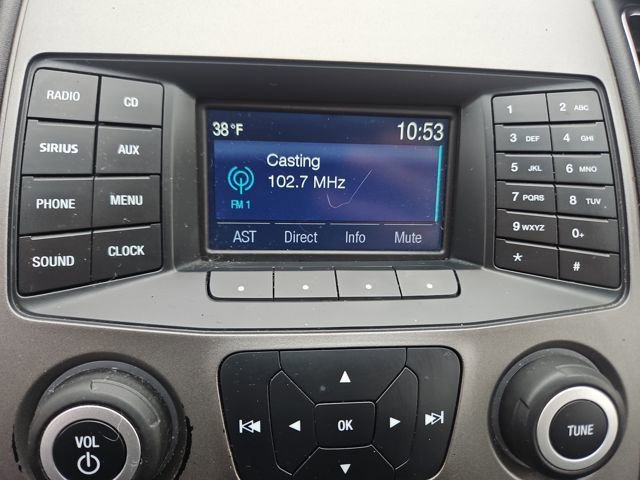 RADIO
CD
SIRIUS
AUX
PHONE
MENU
SOUND
CLOCK
38°F
10:53
Casting
102.7 MHz
FM 1
AST Direct Info Mute
1
2 ABC
3 DEF
4 GHI
5 JKL
6 MNO
7 PQRS
8 TUV
9 WXYZ
0+
*
#
OK
VOL
TUNE